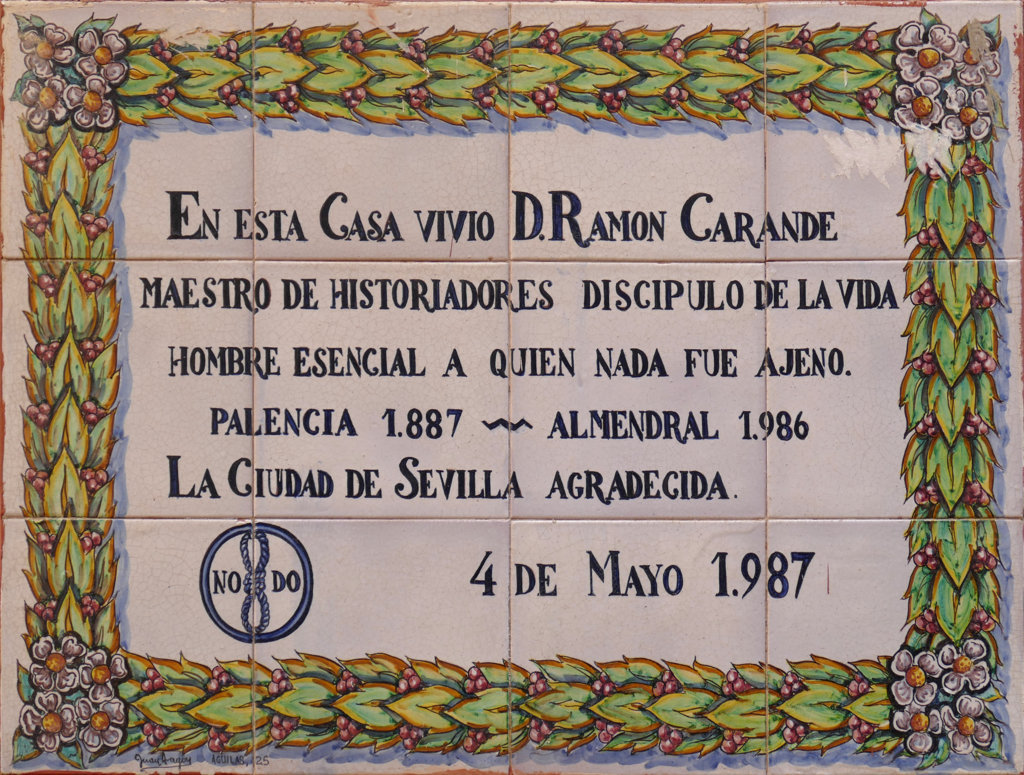 EN ESTA CASA VIVIO D. RAMON CARANDE
MAESTRO DE HISTORIADORES DISCIPULO DE LA VIDA
HOMBRE ESENCIAL A QUIEN NADA FUE AJENO.
PALENCIA 1.887 ~ ALMENDRAL 1.986
LA CIUDAD DE SEVILLA AGRADECIDA.
NO DO
4 DE MAYO 1.987
AGUILAS, 25